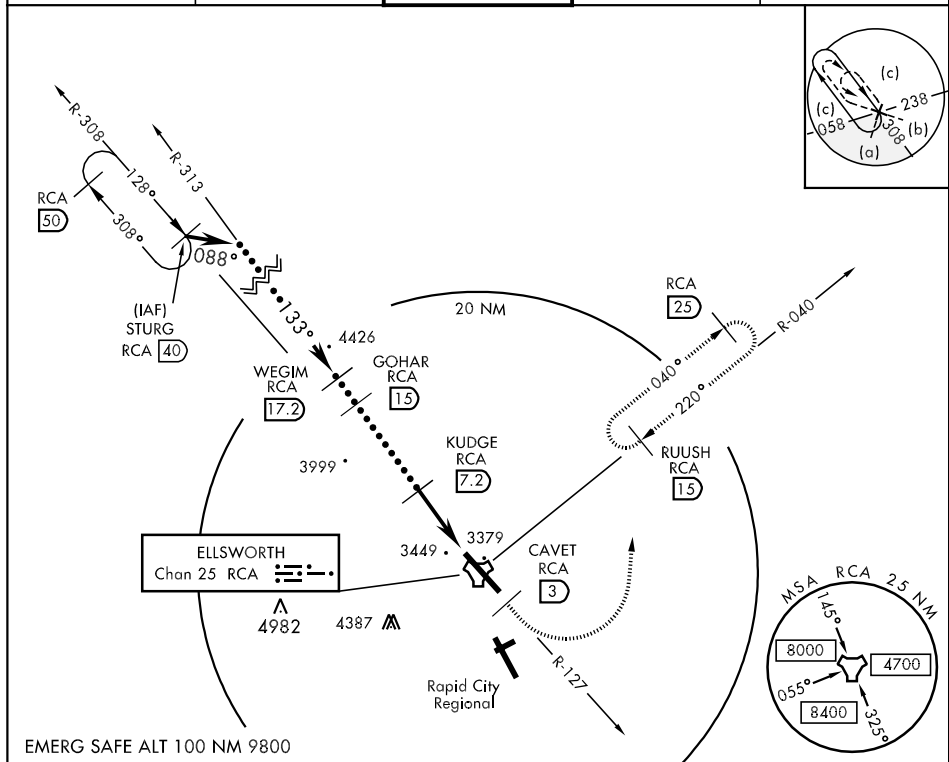 (c)
(c)
238
058
308
(b)
(a)
R-308
R-313
128°
308°
RCA
50
088°
(IAF)
STURG
RCA 40
133°
4426
20 NM
RCA
25
R-040
040°
220°
WEGIM
RCA
17.2
GOHAR
RCA
15
3999
KUDGE
RCA
7.2
RUUSH
RCA
15
ELLSWORTH
Chan 25 RCA
3449
3379
CAVET
RCA
3
4982
4387
Rapid City
Regional
R-127
MSA RCA 25 NM
145°
8000
4700
055°
8400
325°
EMERG SAFE ALT 100 NM 9800